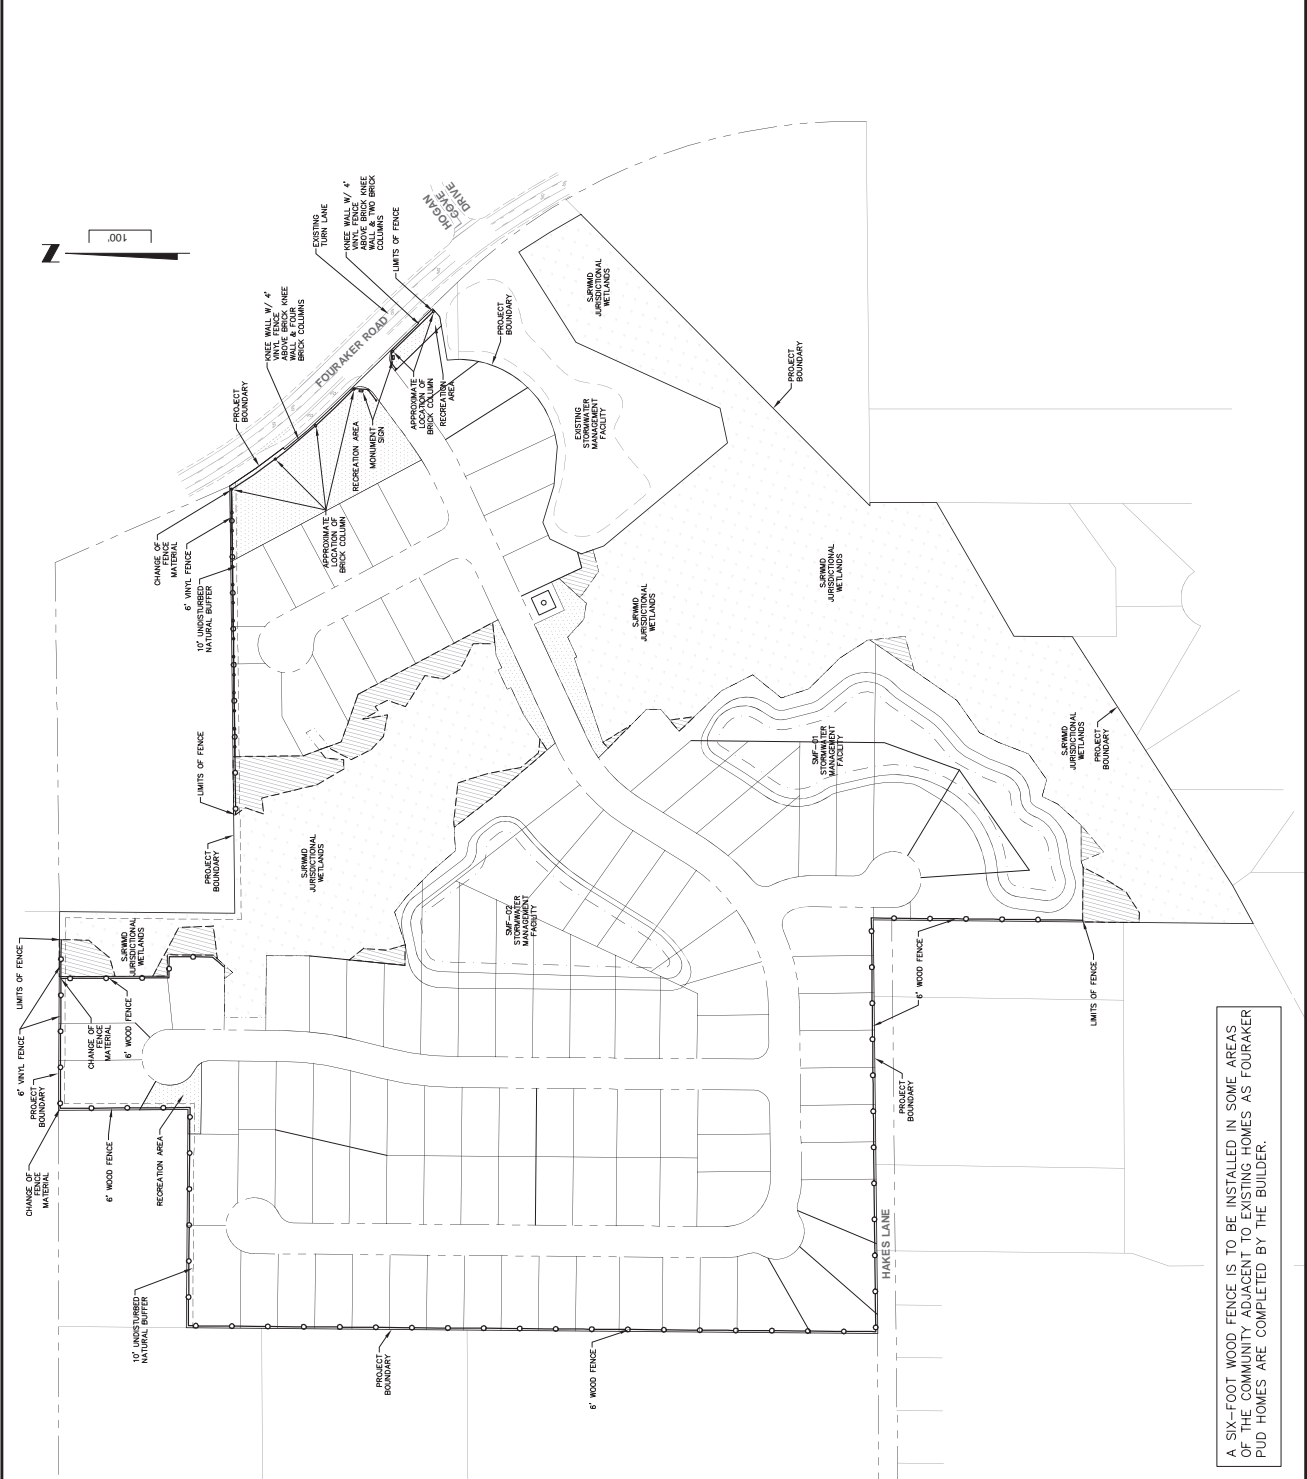 N
100'
HOGAN
COVE
DRIVE
EXISTING
TURN LANE
KNEE WALL W/ 4'
VINYL FENCE
ABOVE BRICK KNEE
WALL & TWO BRICK
COLUMNS
LIMITS OF FENCE
KNEE WALL W/ 4'
VINYL FENCE
ABOVE BRICK KNEE
WALL & FOUR
BRICK COLUMNS
FOURAKER ROAD
PROJECT
BOUNDARY
PROJECT
BOUNDARY
SJRWMD
JURISDICTIONAL
WETLANDS
PROJECT
BOUNDARY
APPROXIMATE
LOCATION OF
BRICK COLUMN
RECREATION
AREA
MONUMENT
SIGN
RECREATION AREA
APPROXIMATE
LOCATION OF
BRICK COLUMN
EXISTING
STORMWATER
MANAGEMENT
FACILITY
CHANGE OF
FENCE
MATERIAL
6' VINYL FENCE
10' UNDISTURBED
NATURAL BUFFER
SJRWMD
JURISDICTIONAL
WETLANDS
SJRWMD
JURISDICTIONAL
WETLANDS
LIMITS OF FENCE
PROJECT
BOUNDARY
SMF-01
STORMWATER
MANAGEMENT
FACILITY
SJRWMD
JURISDICTIONAL
WETLANDS
PROJECT
BOUNDARY
SJRWMD
JURISDICTIONAL
WETLANDS
SMF-02
STORMWATER
MANAGEMENT
FACILITY
SJRWMD
JURISDICTIONAL
WETLANDS
LIMITS OF FENCE
6' VINYL FENCE
PROJECT
BOUNDARY
CHANGE OF
FENCE
MATERIAL
6' WOOD FENCE
6' WOOD FENCE
LIMITS OF FENCE
PROJECT
BOUNDARY
CHANGE OF
FENCE
MATERIAL
6' WOOD FENCE
RECREATION AREA
10' UNDISTURBED
NATURAL BUFFER
HAKES LANE
PROJECT
BOUNDARY
6' WOOD FENCE
A SIX-FOOT WOOD FENCE IS TO BE INSTALLED IN SOME AREAS
OF THE COMMUNITY ADJACENT TO EXISTING HOMES AS FOURAKER
PUD HOMES ARE COMPLETED BY THE BUILDER.